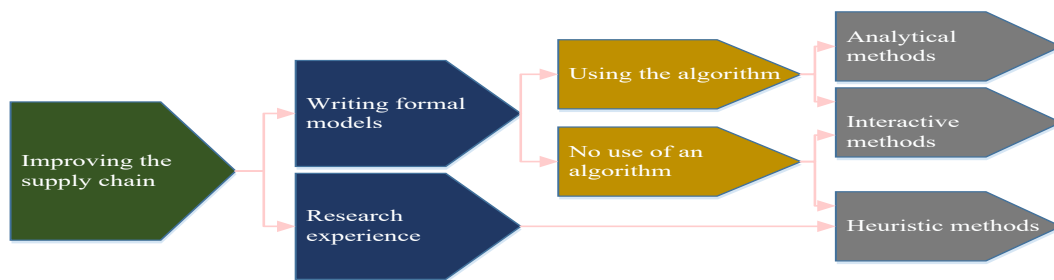 Improving the
supply chain
Writing formal
models
Research
experience
Using the algorithm
No use of an
algorithm
Analytical
methods
Interactive
methods
Heuristic methods